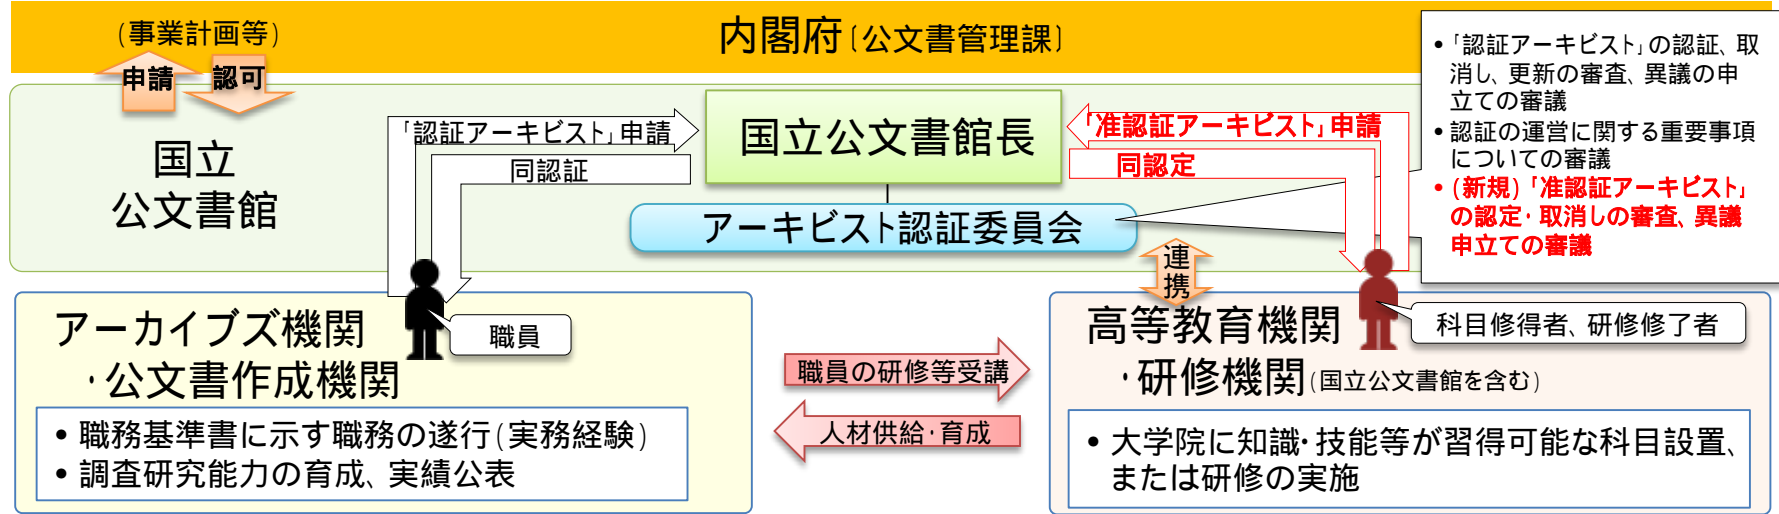 (事業計画等)
内閣府〔公文書管理課〕
申請
認可
国立
公文書館
「認証アーキビスト」申請
同認証
国立公文書館長
「准認証アーキビスト」申請
同認定
アーキビスト認証委員会
•「認証アーキビスト」の認証、取
消し、更新の審査、異議の申
立ての審議
•認証の運営に関する重要事項
についての審議
•(新規)「准認証アーキビスト」
の認定・取消しの審査、異議
申立ての審議
連
携
アーカイブズ機関
・公文書作成機関
職員
• 職務基準書に示す職務の遂行(実務経験)
• 調査研究能力の育成、実績公表
職員の研修等受講
人材供給・育成
高等教育機関
・研修機関(国立公文書館を含む)
科目修得者、研修修了者
• 大学院に知識・技能等が習得可能な科目設置、
または研修の実施